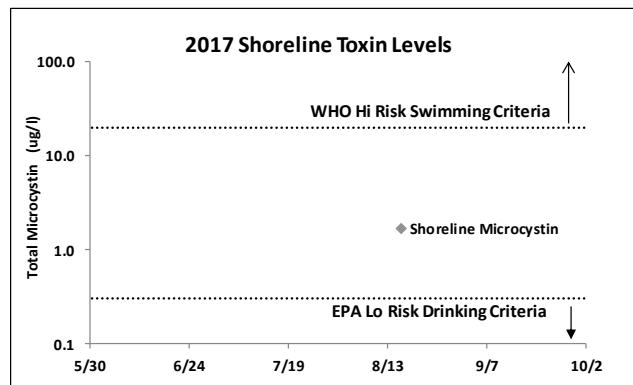 2017 Shoreline Toxin Levels
100.0
WHO Hi Risk Swimming Criteria
10.0
Total Microcystin (ug/l)
Shoreline Microcystin
1.0
EPA Lo Risk Drinking Criteria
0.1
5/30 6/24 7/19 8/13 9/7 10/2